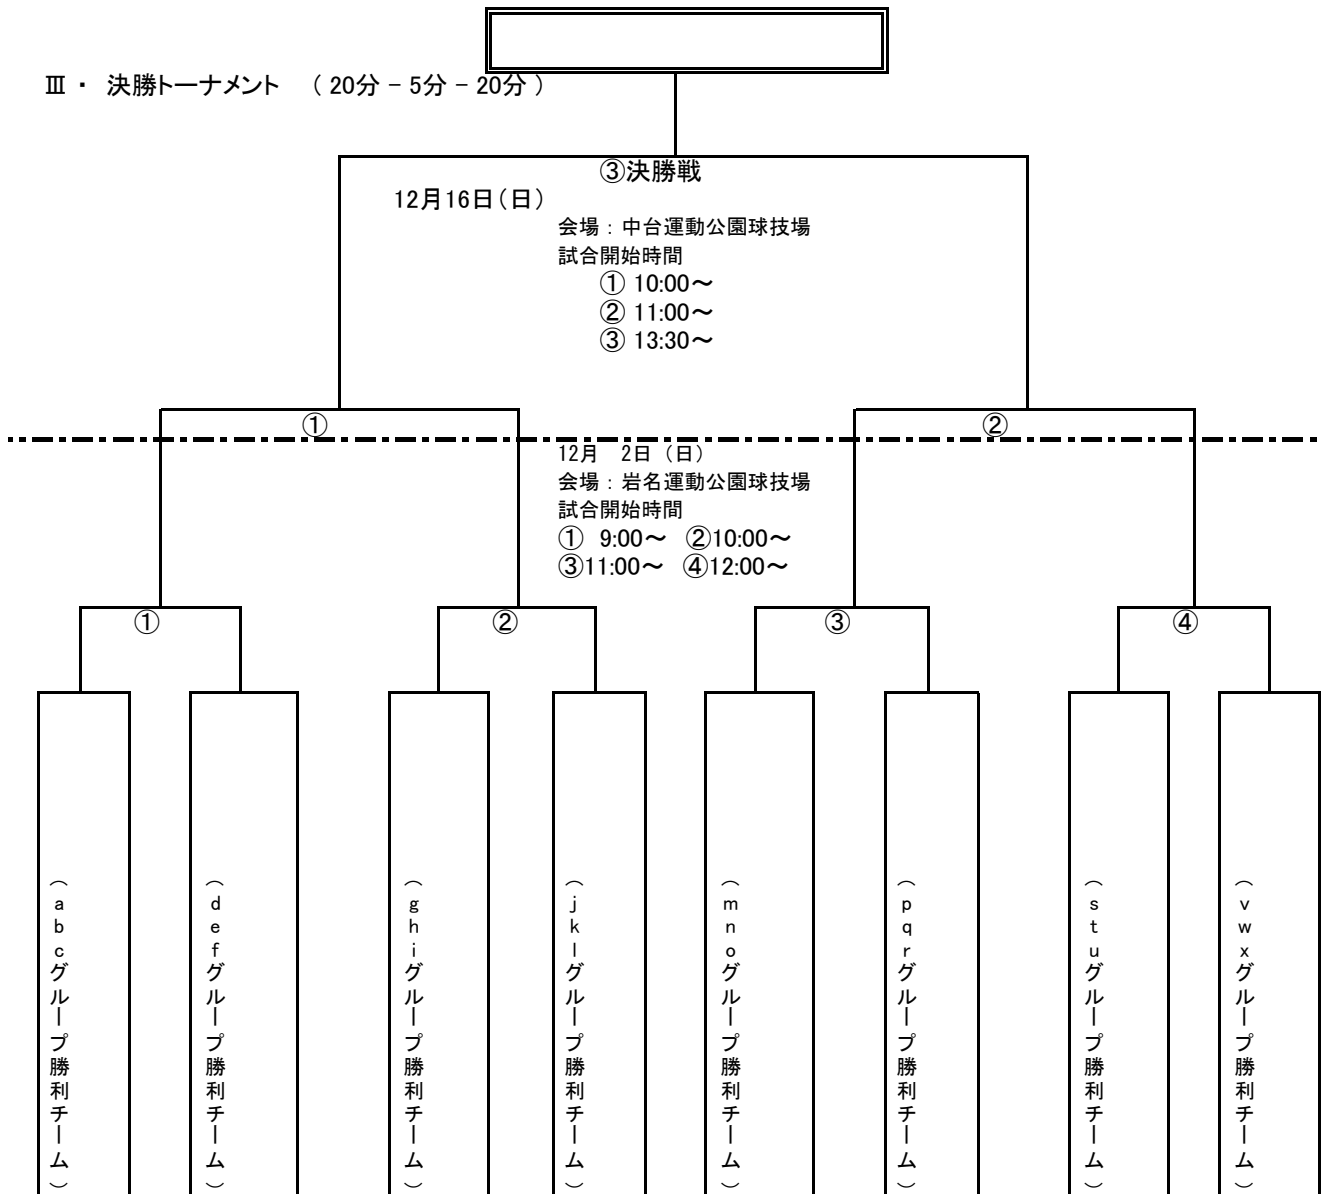 Ⅲ ・ 決勝トーナメント （ 20分 − 5分 − 20分 ）
③決勝戦
12月16日（日）
会場 : 中台運動公園球技場
試合開始時間
① 10:00～
② 11:00～
③ 13:30～
① ②
12月 2日 （日）
会場 : 岩名運動公園球技場
試合開始時間
① 9:00～ ②10:00～
③11:00～ ④12:00～
① ② ③ ④
（abcグループ勝利チーム）
（defグループ勝利チーム）
（ghiグループ勝利チーム）
（jklグループ勝利チーム）
（mnoグループ勝利チーム）
（pqrグループ勝利チーム）
（stuグループ勝利チーム）
（vwxグループ勝利チーム）